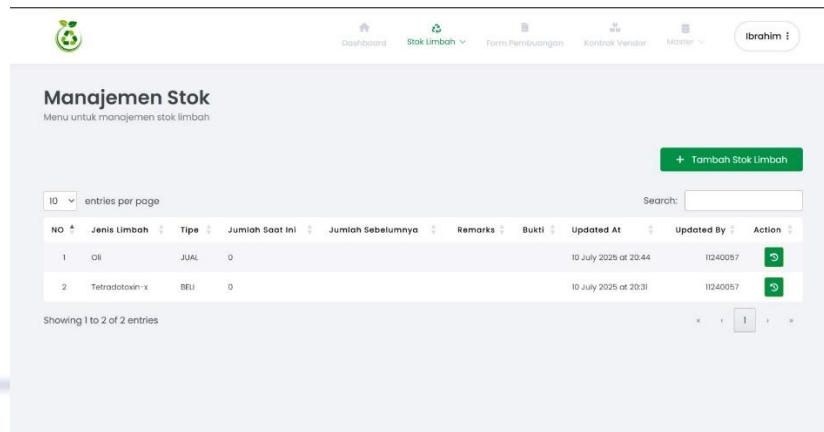 Dashboard Stok Limbah Form Pembuangan Kontrak Vendor Master Ibrahim
Manajemen Stok
Menu untuk manajemen stok limbah
+ Tambah Stok Limbah
10 entries per page Search:
NO Jenis Limbah Tipe Jumlah Saat Ini Jumlah Sebelumnya Remarks Bukti Updated At Updated By Action
1 Oli JUAL 0 10 July 2025 at 20:44 11240057
2 Tetradotoxin-x BELI 0 10 July 2025 at 20:31 11240057
Showing 1 to 2 of 2 entries « ‹ 1 › »